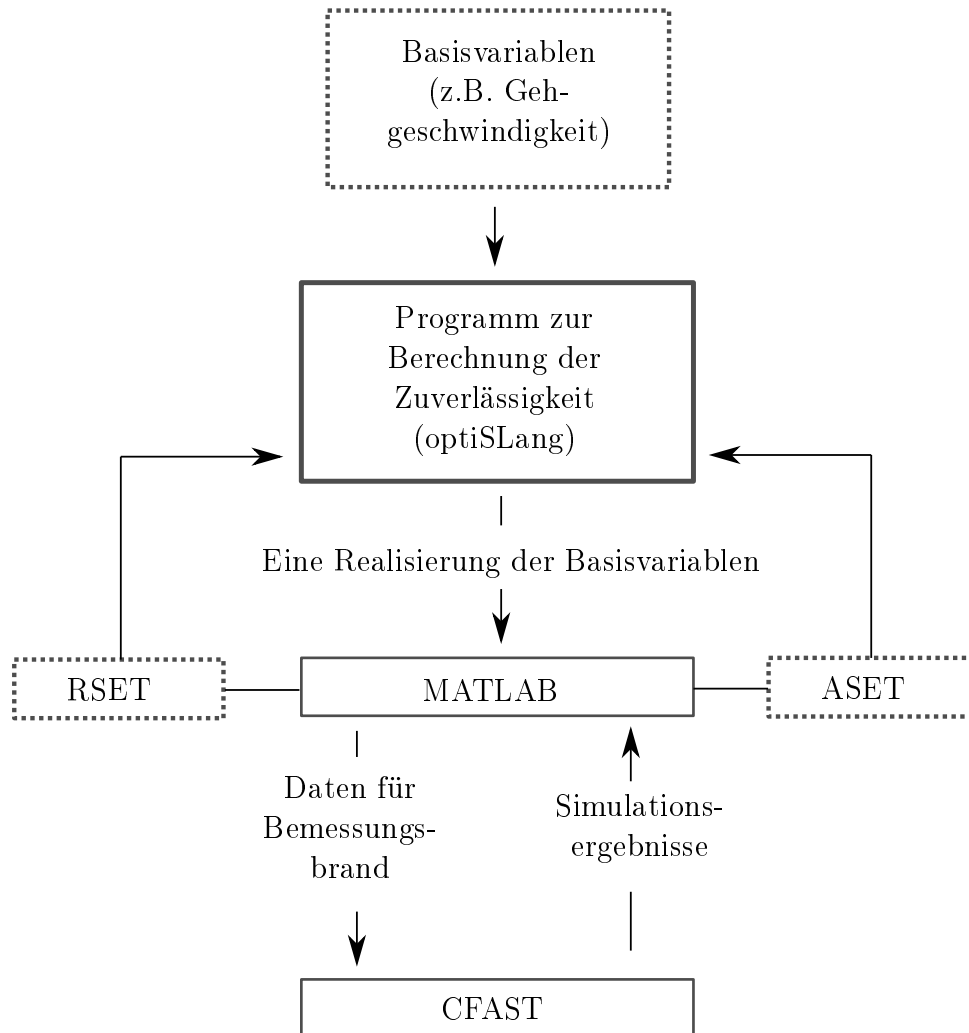 Basisvariablen
(z.B. Geh-
geschwindigkeit)
Programm zur
Berechnung der
Zuverlässigkeit
(optiSLang)
Eine Realisierung der Basisvariablen
RSET
MATLAB
ASET
Daten für
Bemessungs-
brand
Simulations-
ergebnisse
CFAST